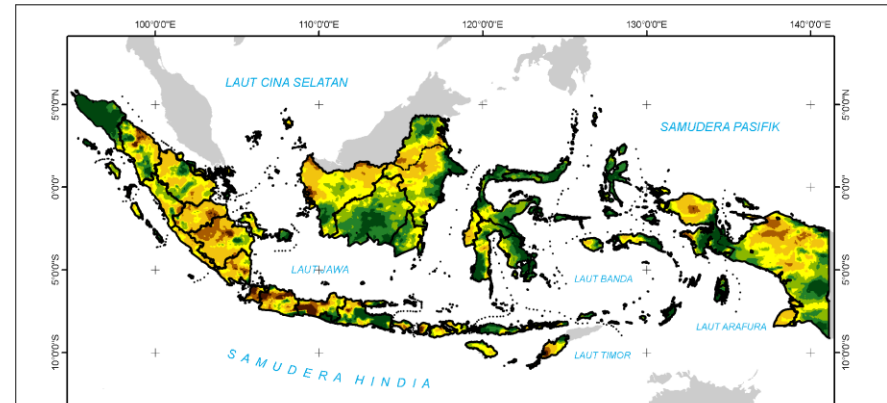 100°0'0"E 110°0'0"E 120°0'0"E 130°0'0"E 140°0'0"E
LAUT CINA SELATAN
5°0'0"N 5°0'0"N
SAMUDERA PASIFIK
0°0'0" 0°0'0"
LAUT JAWA
5°0'0"S 5°0'0"S
LAUT BANDA
LAUT ARAFURA
10°0'0"S 10°0'0"S
LAUT TIMOR
SAMUDERA HINDIA